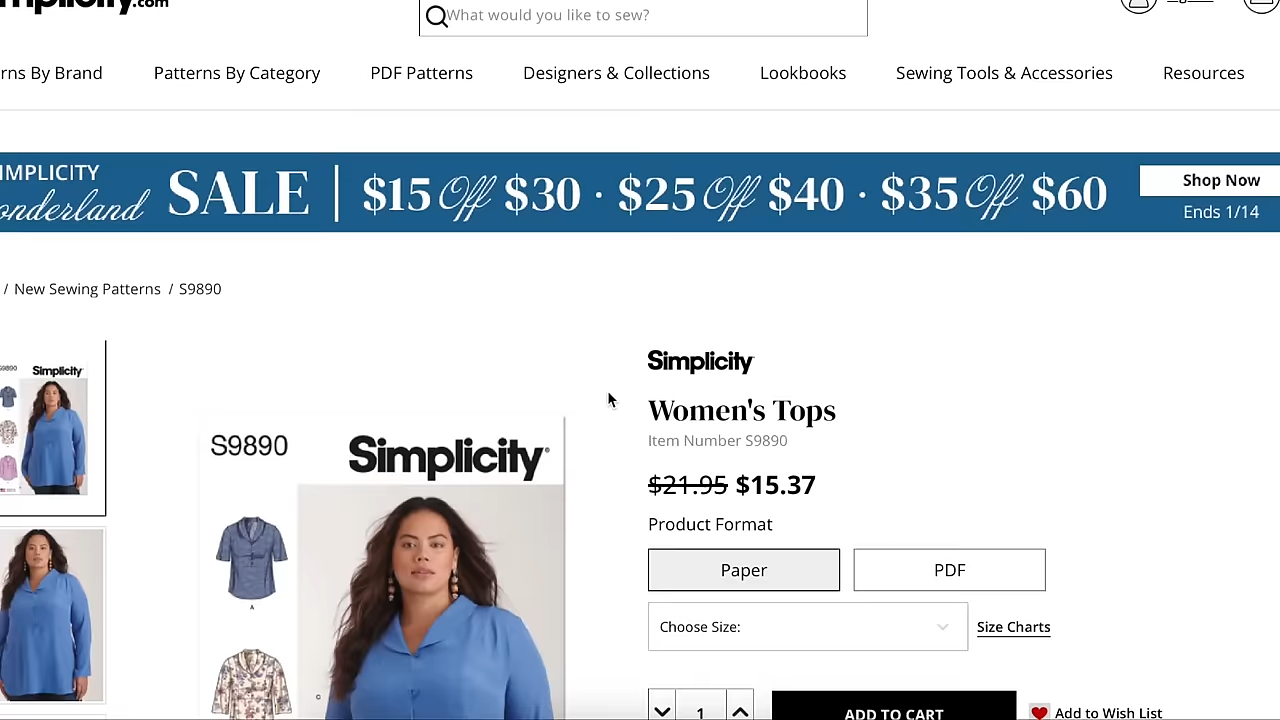 mplicity.com
What would you like to sew?
rns By Brand
Patterns By Category
PDF Patterns
Designers & Collections
Lookbooks
Sewing Tools & Accessories
Resources
IMPLICITY
onderland
SALE
$15 Off $30 · $25 Off $40 · $35 Off $60
Shop Now
Ends 1/14
/ New Sewing Patterns / S9890
S9890
Simplicity
S9890
Simplicity
A
Simplicity
Women's Tops
Item Number S9890
$21.95 $15.37
Product Format
Paper
PDF
Choose Size:
Size Charts
1
ADD TO CART
Add to Wish List